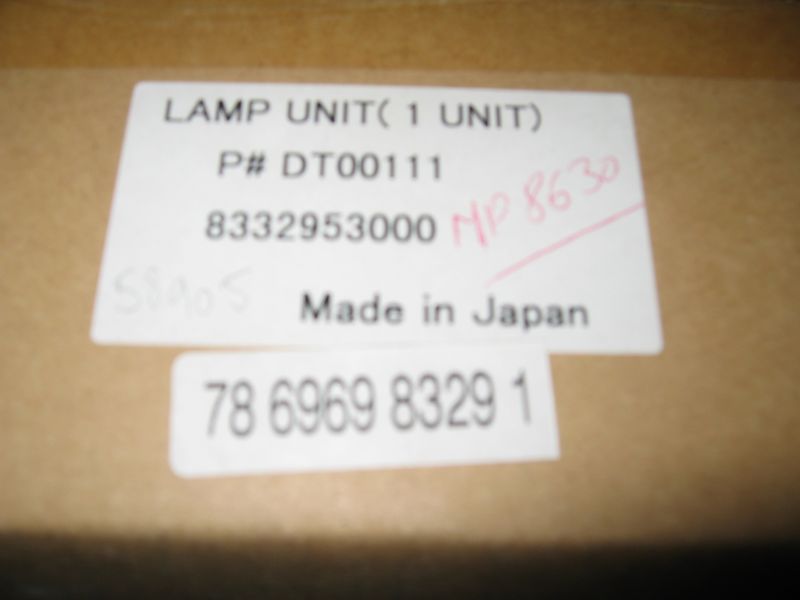 LAMP UNIT( 1 UNIT)
P# DT00111
8332953000
MP 8630
58905
Made in Japan
78 6969 8329 1